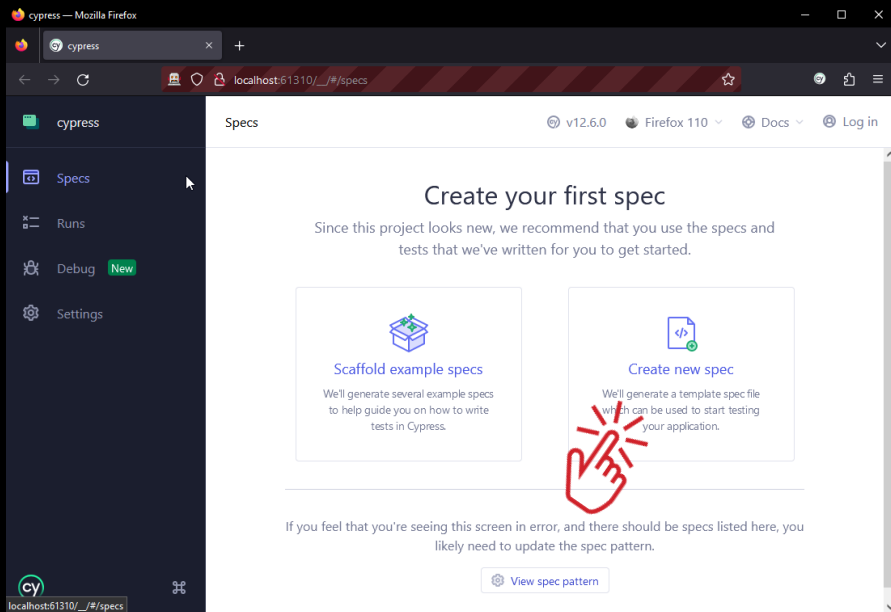 cypress — Mozilla Firefox
cypress
localhost:61310/__/#/specs
cypress
Specs
v12.6.0
Firefox 110
Docs
Log in
Specs
Runs
Debug New
Settings
Create your first spec
Since this project looks new, we recommend that you use the specs and
tests that we've written for you to get started.
Scaffold example specs
We'll generate several example specs
to help guide you on how to write
tests in Cypress.
Create new spec
We'll generate a template spec file
which can be used to start testing
your application.
If you feel that you're seeing this screen in error, and there should be specs listed here, you
likely need to update the spec pattern.
View spec pattern
cy
localhost:61310/__/#/specs